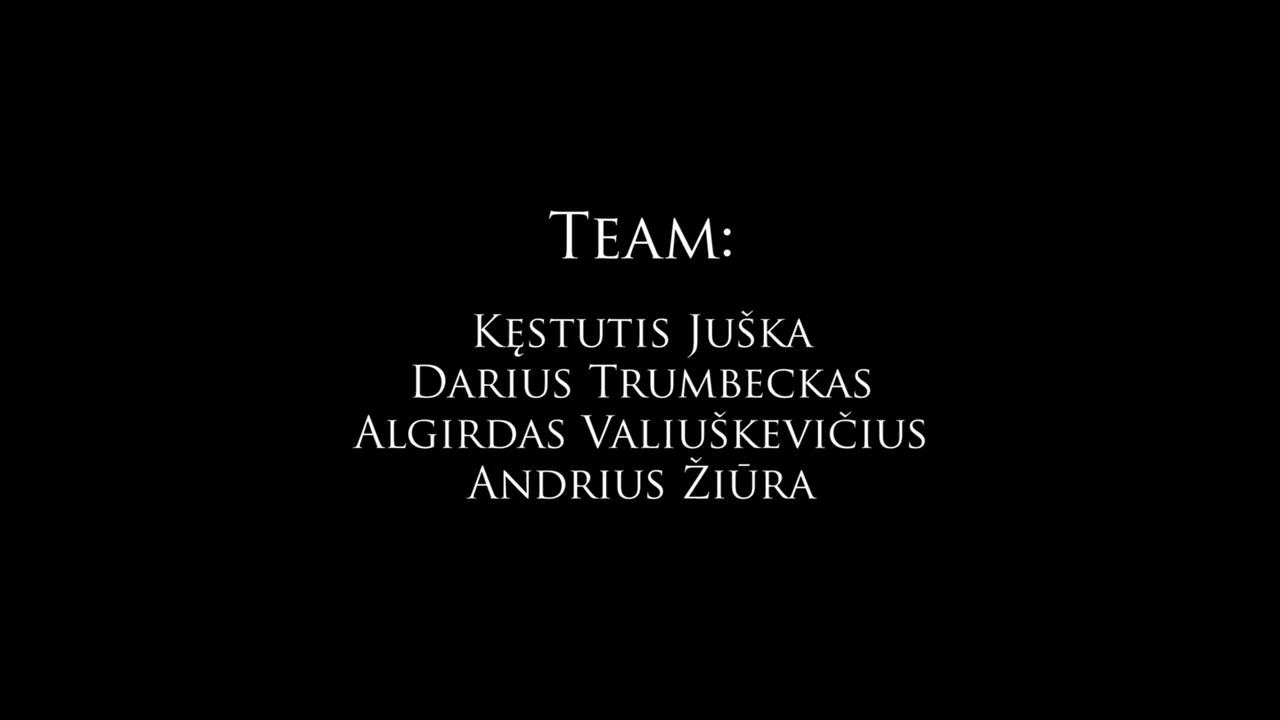 Team:
Kęstutis Juška
Darius Trumbeckas
Algirdas Valiuškevičius
Andrius Žiūra